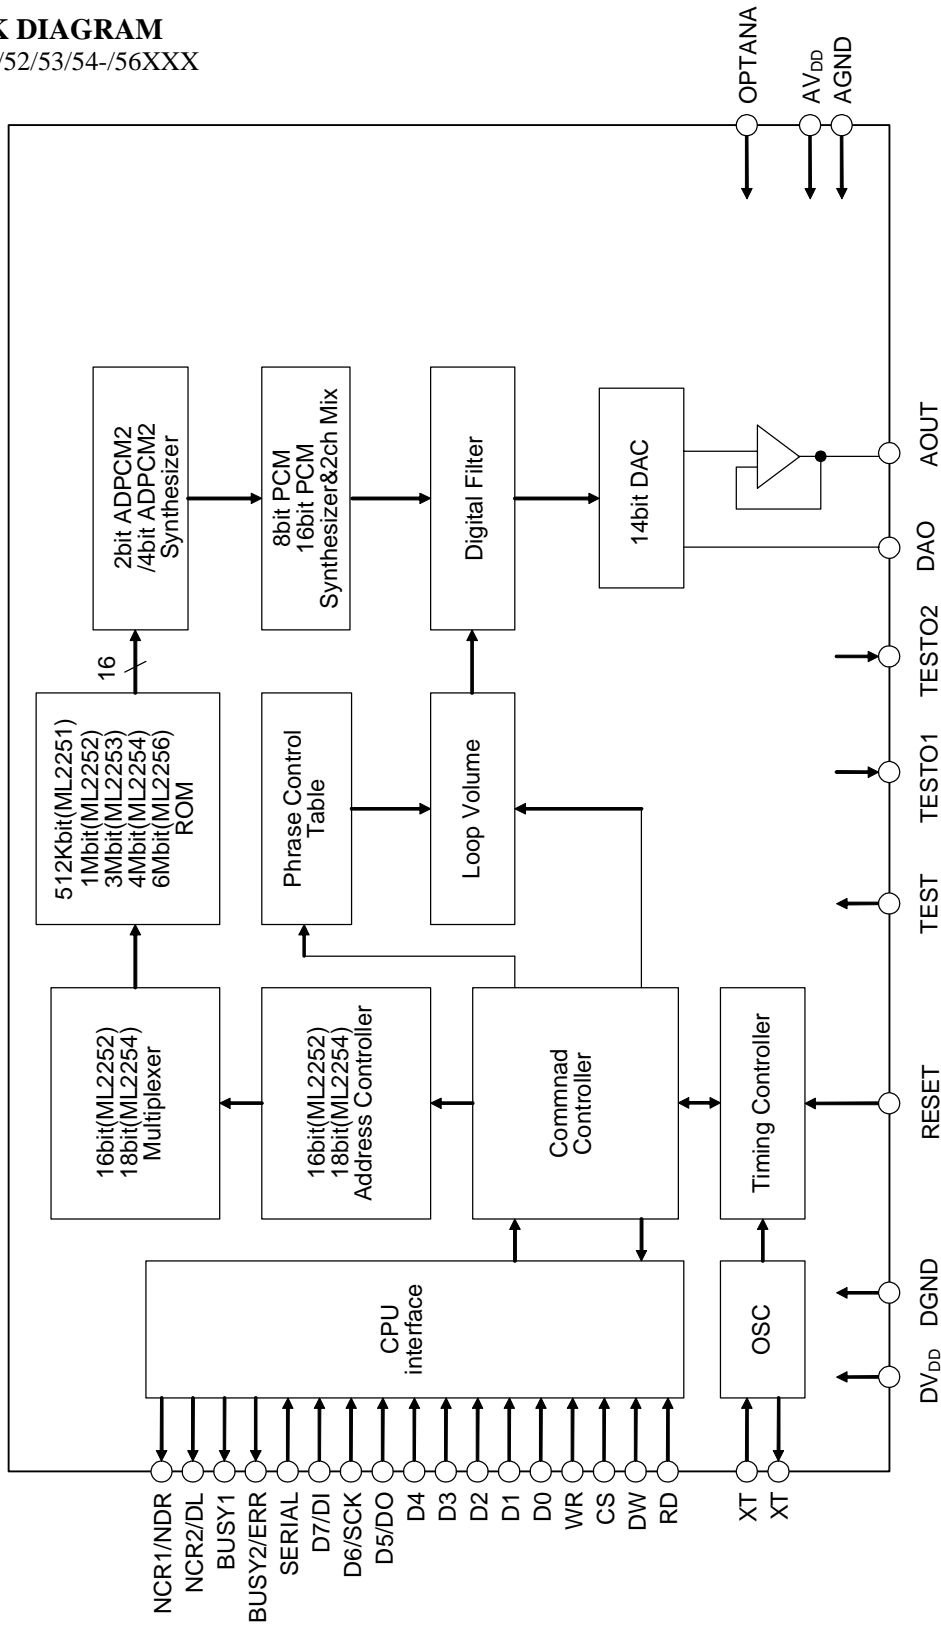 K DIAGRAM
/52/53/54-/56XXX
OPTANA
AVDD
AGND
2bit ADPCM2
/4bit ADPCM2
Synthesizer
8bit PCM
16bit PCM
Synthesizer&2ch Mix
Digital Filter
14bit DAC
16
512Kbit(ML2251)
1Mbit(ML2252)
3Mbit(ML2253)
4Mbit(ML2254)
6Mbit(ML2256)
ROM
Phrase Control
Table
Loop Volume
16bit(ML2252)
18bit(ML2254)
Multiplexer
16bit(ML2252)
18bit(ML2254)
Address Controller
Commnad
Controller
Timing Controller
CPU
interface
OSC
NCR1/NDR
NCR2/DL
BUSY1
BUSY2/ERR
SERIAL
D7/DI
D6/SCK
D5/DO
D4
D3
D2
D1
D0
WR
CS
DW
RD
XT
XT
DVDD
DGND
RESET
TEST
TESTO1
TESTO2
DAO
AOUT